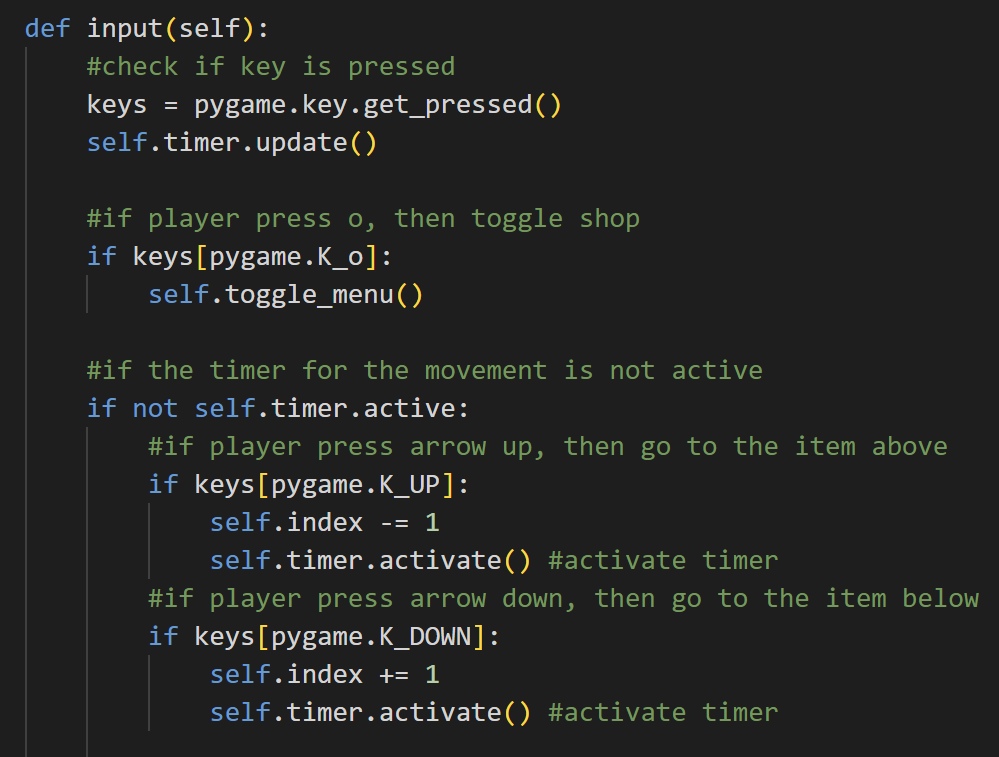 def input(self):
    #check if key is pressed
    keys = pygame.key.get_pressed()
    self.timer.update()

    #if player press o, then toggle shop
    if keys[pygame.K_o]:
        self.toggle_menu()

    #if the timer for the movement is not active
    if not self.timer.active:
        #if player press arrow up, then go to the item above
        if keys[pygame.K_UP]:
            self.index -= 1
            self.timer.activate() #activate timer
        #if player press arrow down, then go to the item below
        if keys[pygame.K_DOWN]:
            self.index += 1
            self.timer.activate() #activate timer